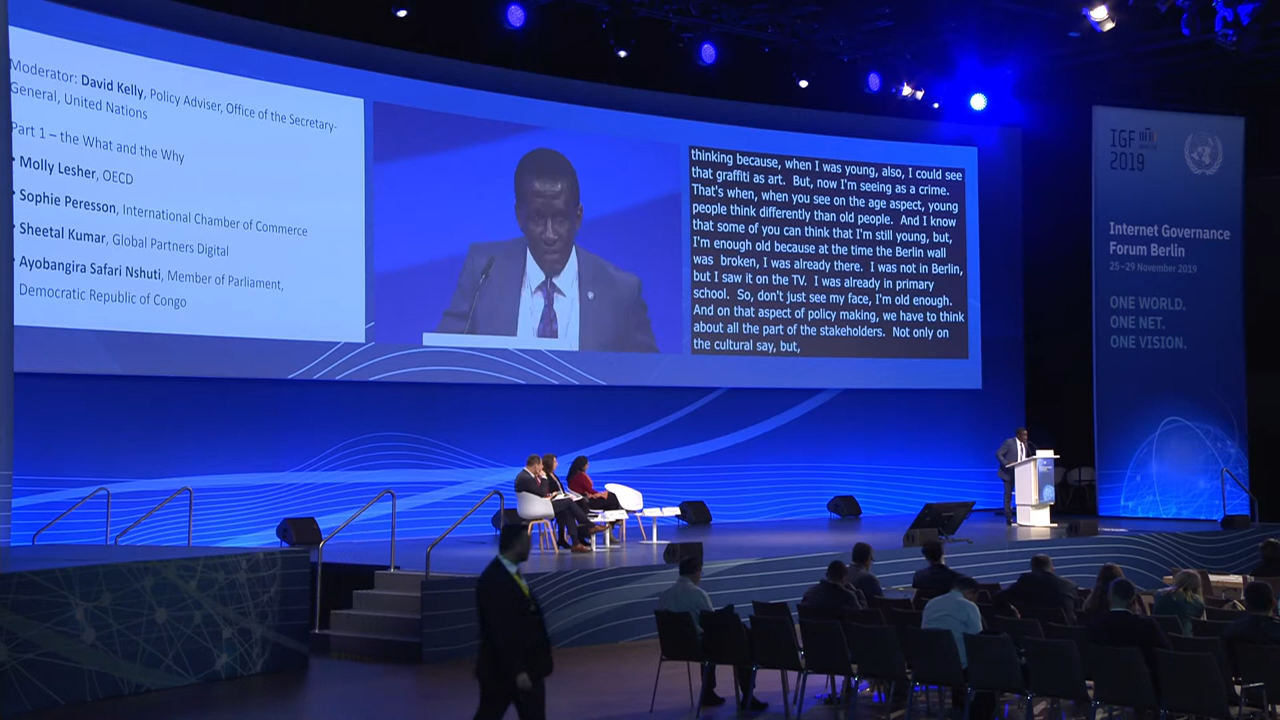 Moderator: David Kelly, Policy Adviser, Office of the Secretary-
General, United Nations
Part 1 – the What and the Why
• Molly Lesher, OECD
• Sophie Peresson, International Chamber of Commerce
• Sheetal Kumar, Global Partners Digital
• Ayobangira Safari Nshuti, Member of Parliament,
Democratic Republic of Congo
thinking because, when I was young, also, I could see
that graffiti as art. But, now I'm seeing as a crime.
That's when, when you see on the age aspect, young
people think differently than old people. And I know
that some of you can think that I'm still young, but,
I'm enough old because at the time the Berlin wall
was broken, I was already there. I was not in Berlin,
but I saw it on the TV. I was already in primary
school. So, don't just see my face, I'm old enough.
And on that aspect of policy making, we have to think
about all the part of the stakeholders. Not only on
the cultural say, but,
IGF
2019
Internet Governance
Forum Berlin
25–29 November 2019
ONE WORLD.
ONE NET.
ONE VISION.